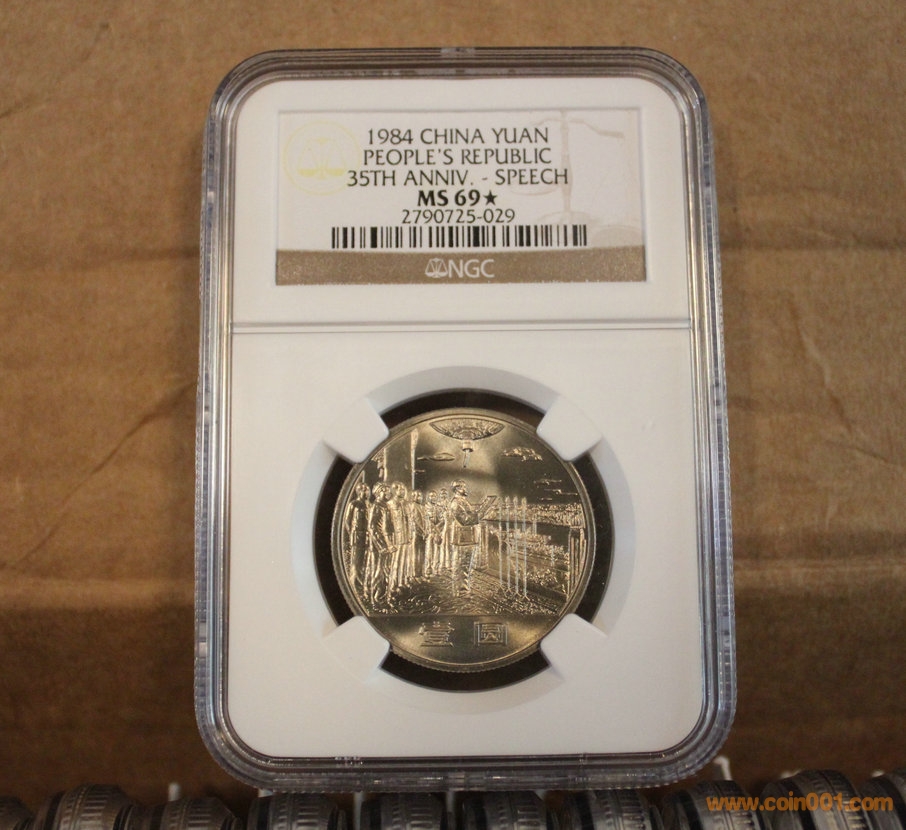 1984 CHINA YUAN
PEOPLE'S REPUBLIC
35TH ANNIV. - SPEECH
MS 69★
2790725-029
NGC
壹圆
www.coin001.com